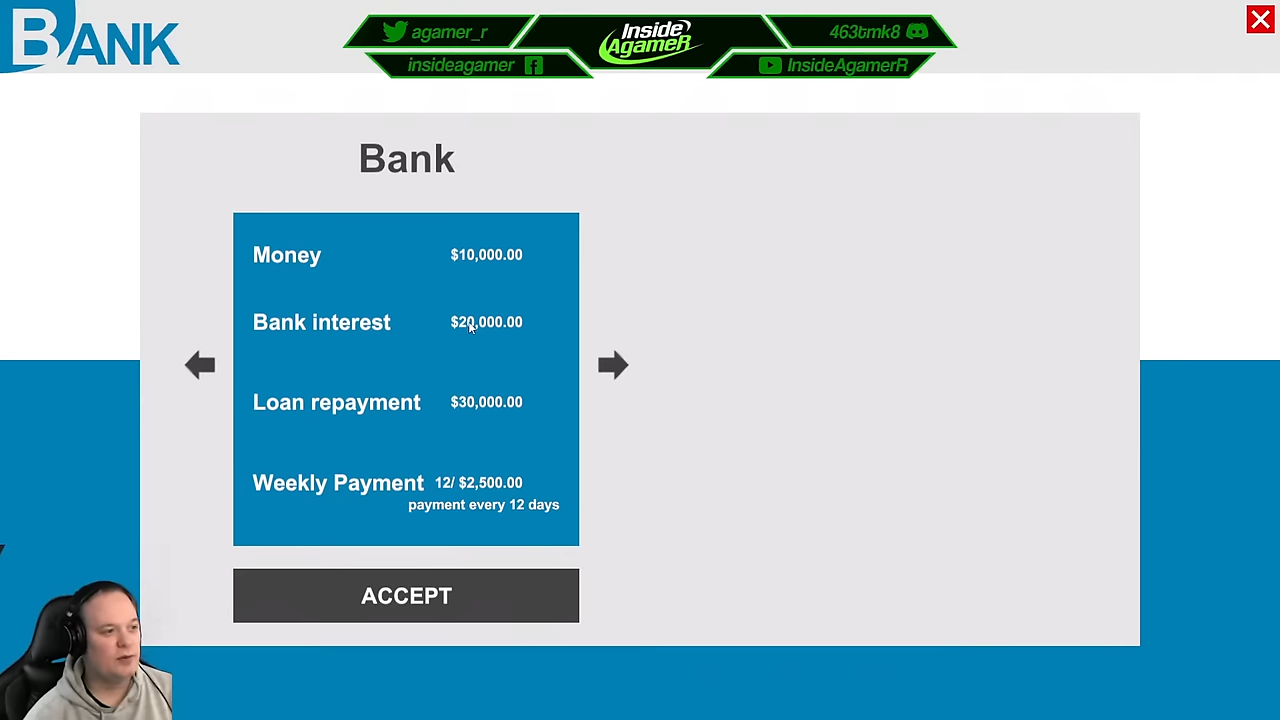 BANK
agamer_r
Inside
AgameR
463tmk8
insideagamer
InsideAgamerR
Bank
Money $10,000.00
Bank interest $20,000.00
Loan repayment $30,000.00
Weekly Payment 12/ $2,500.00
payment every 12 days
ACCEPT